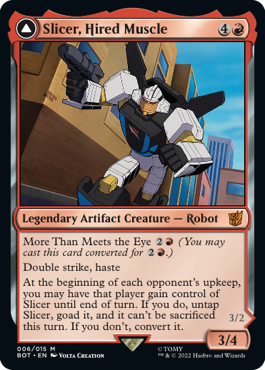 Slicer, Hired Muscle 4
Legendary Artifact Creature — Robot
More Than Meets the Eye 2 (You may
cast this card converted for 2 .)
Double strike, haste
At the beginning of each opponent's upkeep,
you may have that player gain control of
Slicer until end of turn. If you do, untap
Slicer, goad it, and it can't be sacrificed
this turn. If you don't, convert it.
3/2
3/4
006/015 M
BOT • EN Volta Creation
© TOMY
™ & © 2022 Hasbro and Wizards